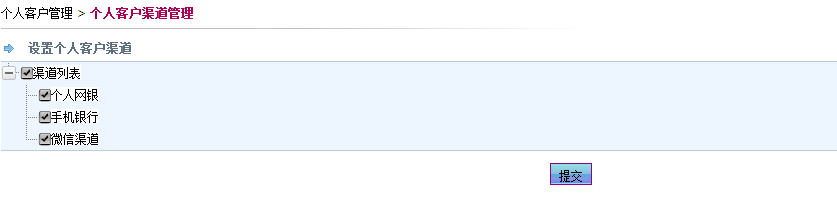 个人客户管理 > 个人客户渠道管理
设置个人客户渠道
渠道列表
个人网银
手机银行
微信渠道
提交